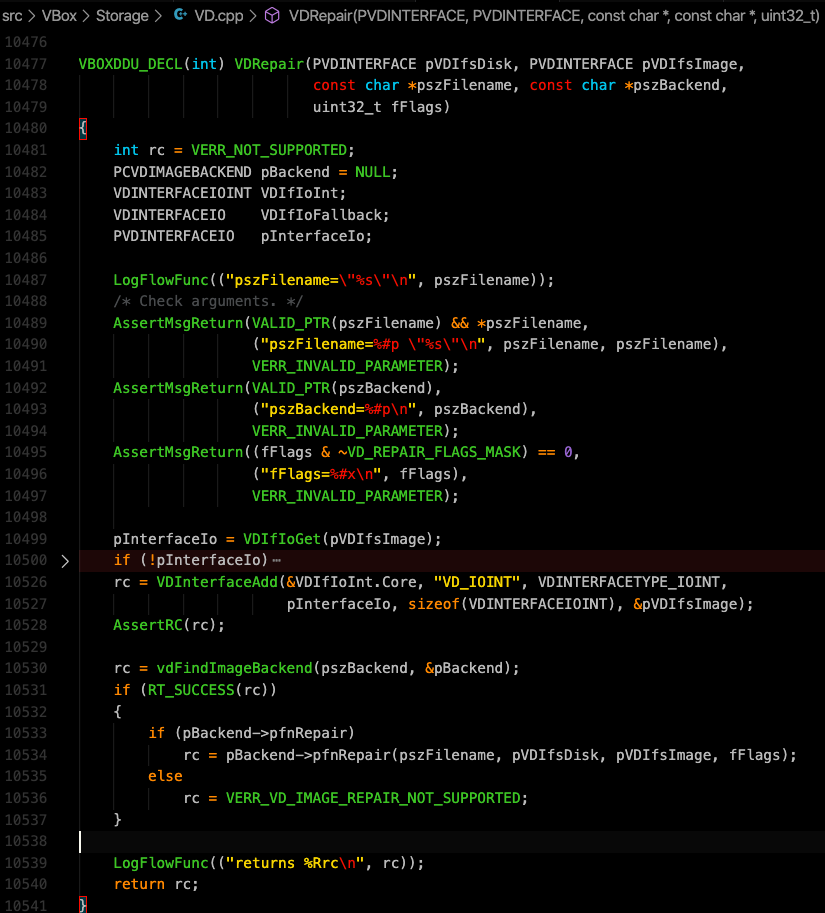 src > VBox > Storage > VD.cpp > VDRepair(PVDINTERFACE, PVDINTERFACE, const char *, const char *, uint32_t)
10476
10477 VBOXDDU_DECL(int) VDRepair(PVDINTERFACE pVDIfsDisk, PVDINTERFACE pVDIfsImage,
10478 const char *pszFilename, const char *pszBackend,
10479 uint32_t fFlags)
10480 {
10481 int rc = VERR_NOT_SUPPORTED;
10482 PCVDIMAGEBACKEND pBackend = NULL;
10483 VDINTERFACEIOINT VDIfIoInt;
10484 VDINTERFACEIO VDIfIoFallback;
10485 PVDINTERFACEIO pInterfaceIo;
10486
10487 LogFlowFunc(("pszFilename=\"%s\"\n", pszFilename));
10488 /* Check arguments. */
10489 AssertMsgReturn(VALID_PTR(pszFilename) && *pszFilename,
10490 ("pszFilename=%#p \"%s\"\n", pszFilename, pszFilename),
10491 VERR_INVALID_PARAMETER);
10492 AssertMsgReturn(VALID_PTR(pszBackend),
10493 ("pszBackend=%#p\n", pszBackend),
10494 VERR_INVALID_PARAMETER);
10495 AssertMsgReturn((fFlags & ~VD_REPAIR_FLAGS_MASK) == 0,
10496 ("fFlags=%#x\n", fFlags),
10497 VERR_INVALID_PARAMETER);
10498
10499 pInterfaceIo = VDIfIoGet(pVDIfsImage);
10500 > if (!pInterfaceIo)⋯
10526 rc = VDInterfaceAdd(&VDIfIoInt.Core, "VD_IOINT", VDINTERFACETYPE_IOINT,
10527 pInterfaceIo, sizeof(VDINTERFACEIOINT), &pVDIfsImage);
10528 AssertRC(rc);
10529
10530 rc = vdFindImageBackend(pszBackend, &pBackend);
10531 if (RT_SUCCESS(rc))
10532 {
10533 if (pBackend->pfnRepair)
10534 rc = pBackend->pfnRepair(pszFilename, pVDIfsDisk, pVDIfsImage, fFlags);
10535 else
10536 rc = VERR_VD_IMAGE_REPAIR_NOT_SUPPORTED;
10537 }
10538
10539 LogFlowFunc(("returns %Rrc\n", rc));
10540 return rc;
10541 }